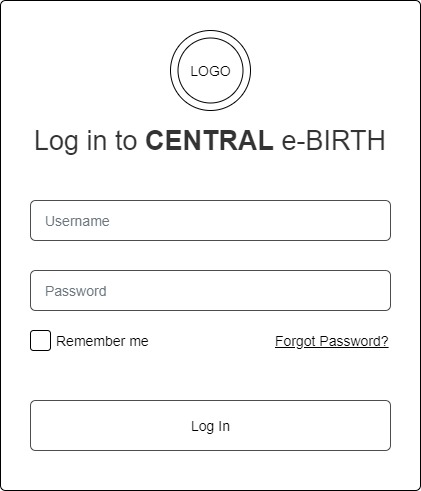 LOGO
Log in to CENTRAL e-BIRTH
Username
Password
Remember me
Forgot Password?
Log In